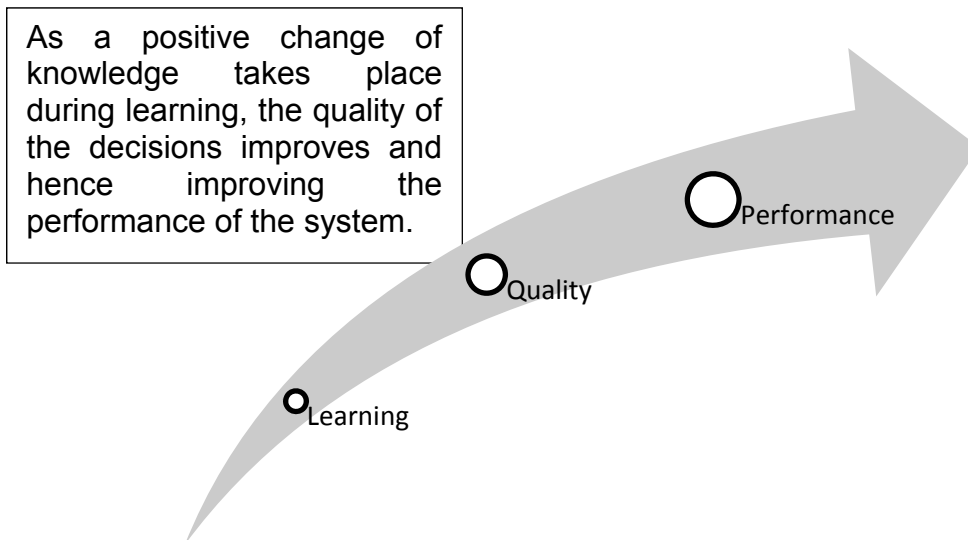 As a positive change of
knowledge takes place
during learning, the quality of
the decisions improves and
hence improving the
performance of the system.
Performance
Quality
Learning